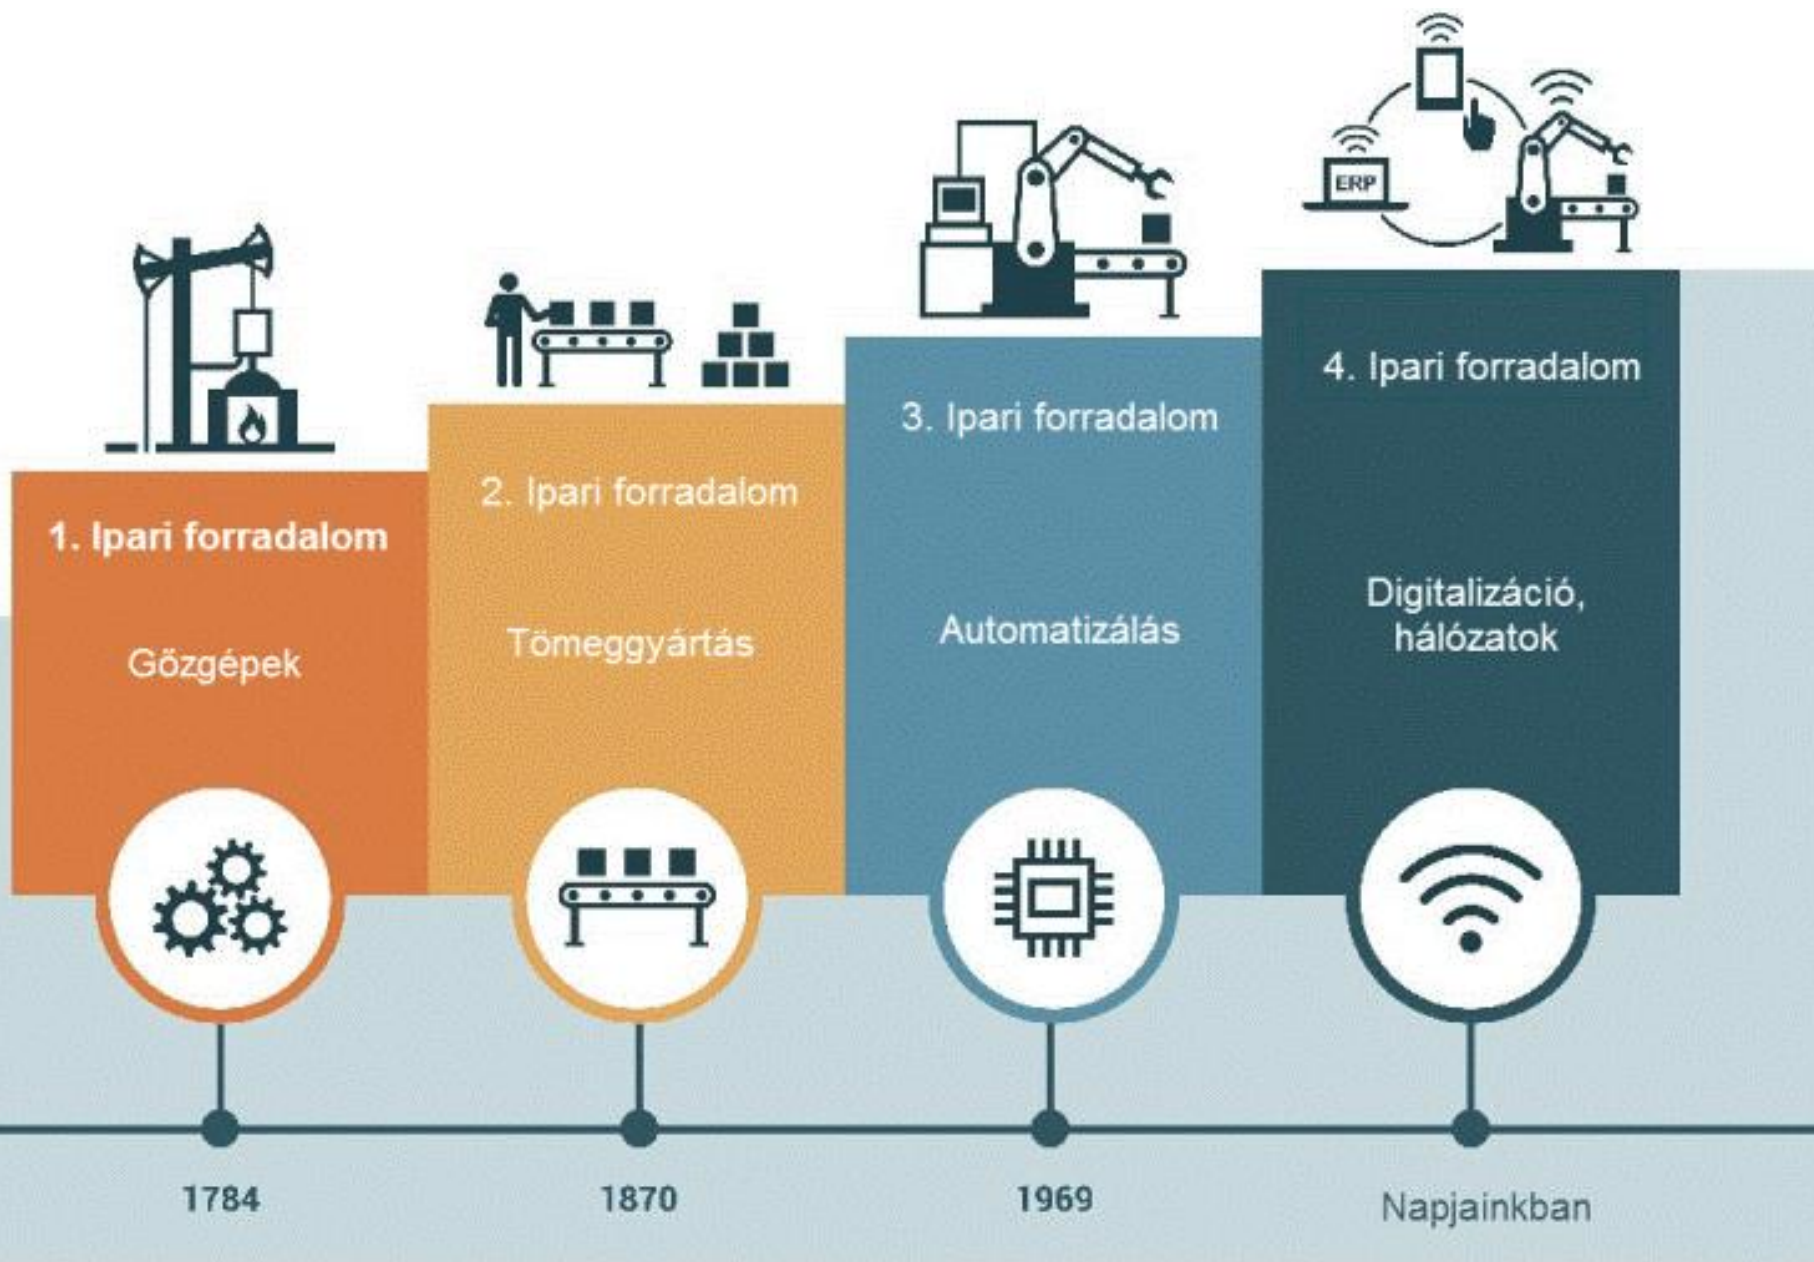 ERP
1. Ipari forradalom
Gőzgépek
2. Ipari forradalom
Tömeggyártás
3. Ipari forradalom
Automatizálás
4. Ipari forradalom
Digitalizáció,
hálózatok
1784
1870
1969
Napjainkban